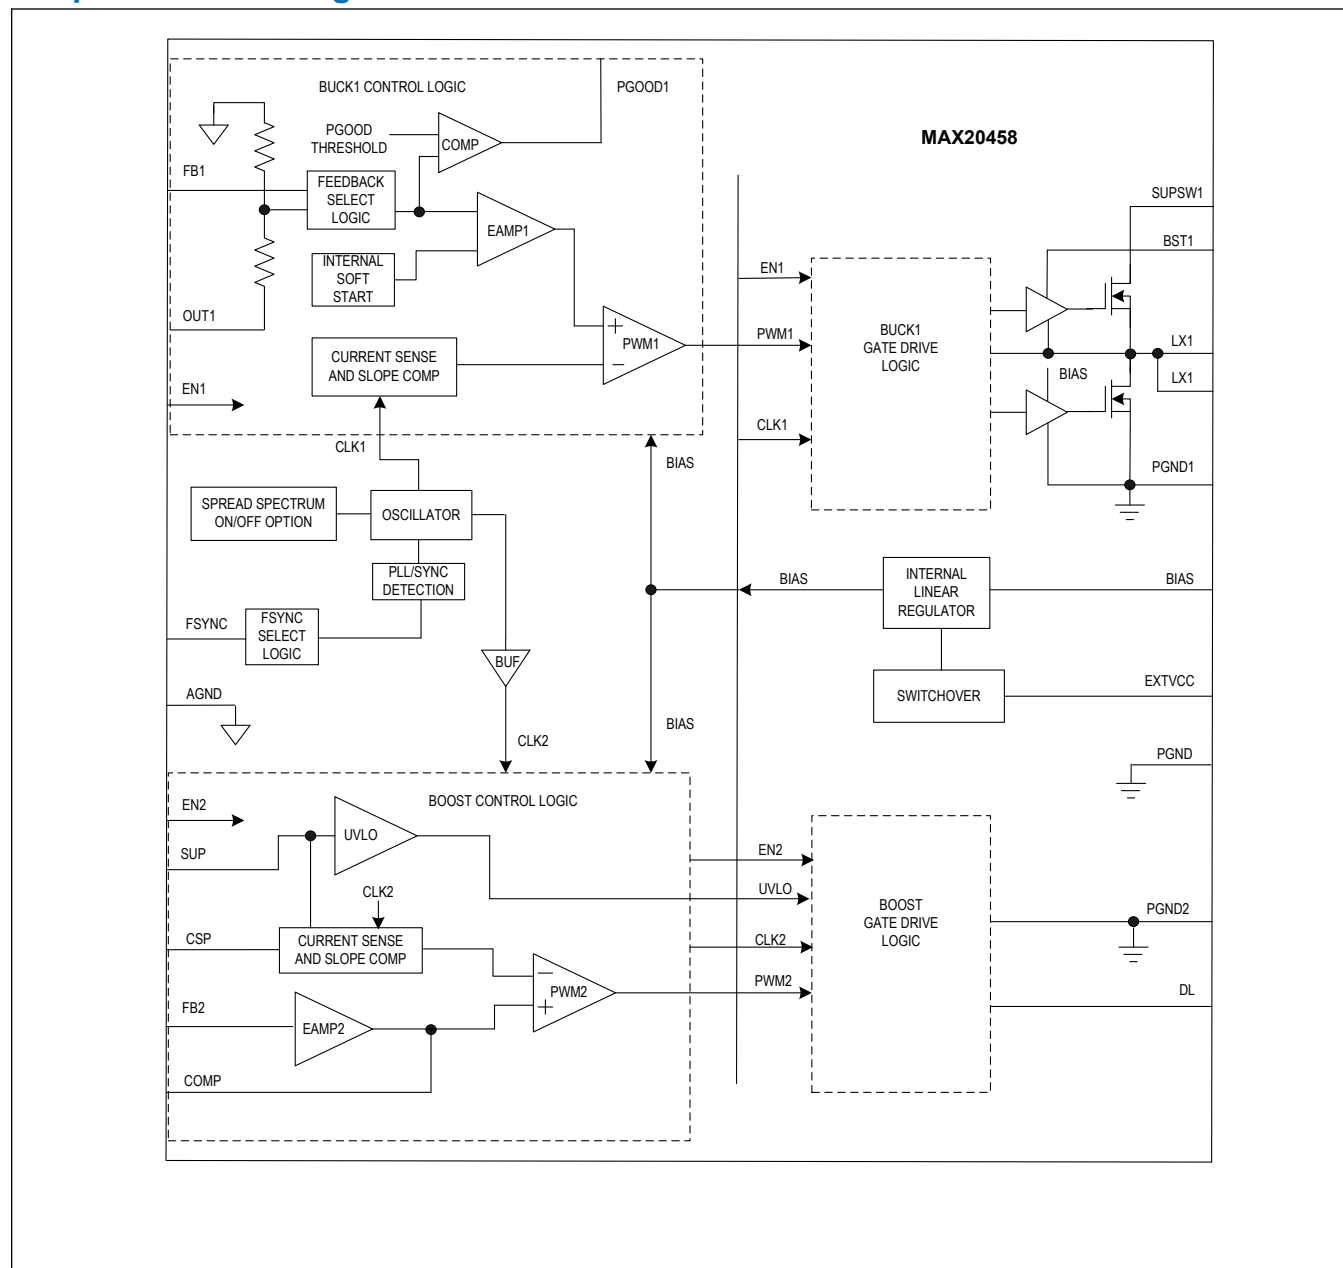 BUCK1 CONTROL LOGIC
PGOOD1
PGOOD
THRESHOLD
COMP
MAX20458
FB1
FEEDBACK
SELECT
LOGIC
EAMP1
INTERNAL
SOFT
START
OUT1
CURRENT SENSE
AND SLOPE COMP
+
PWM1
−
EN1
CLK1
BIAS
EN1
PWM1
CLK1
BUCK1
GATE DRIVE
LOGIC
SUPSW1
BST1
LX1
BIAS
LX1
PGND1
SPREAD SPECTRUM
ON/OFF OPTION
OSCILLATOR
PLL/SYNC
DETECTION
FSYNC
FSYNC
SELECT
LOGIC
BUF
AGND
CLK2
BIAS
BIAS
INTERNAL
LINEAR
REGULATOR
BIAS
SWITCHOVER
EXTVCC
PGND
BOOST CONTROL LOGIC
EN2
SUP
UVLO
CLK2
CSP
CURRENT SENSE
AND SLOPE COMP
−
PWM2
+
FB2
EAMP2
COMP
EN2
UVLO
CLK2
PWM2
BOOST
GATE DRIVE
LOGIC
PGND2
DL